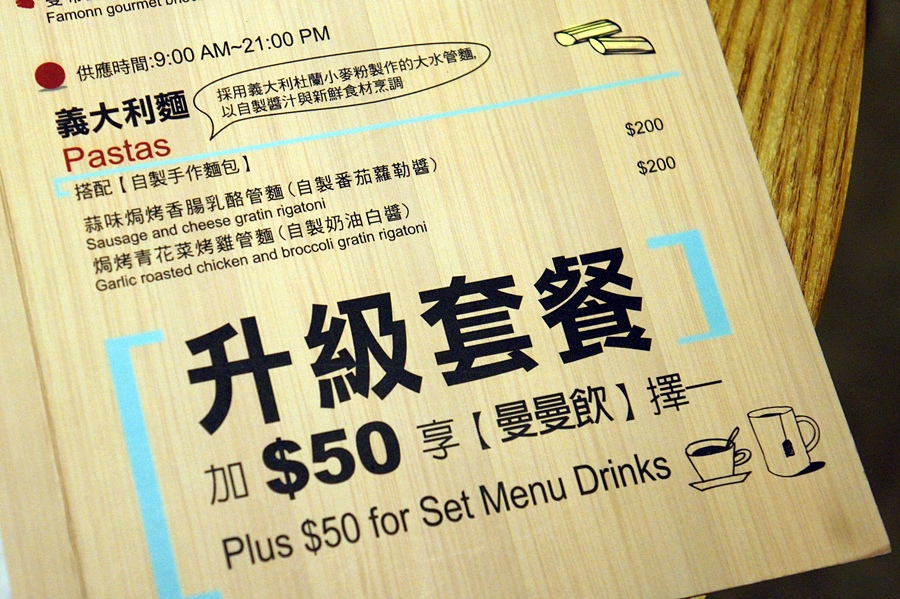 Famonn gourmet
供應時間:9:00 AM~21:00 PM
義大利麵
採用義大利杜蘭小麥粉製作的大水管麵,
以自製醬汁與新鮮食材烹調
Pastas
搭配【自製手作麵包】
蒜味焗烤香腸乳酪管麵(自製番茄蘿勒醬) $200
Sausage and cheese gratin rigatoni
焗烤青花菜烤雞管麵(自製奶油白醬) $200
Garlic roasted chicken and broccoli gratin rigatoni
升級套餐
加 $50 享【曼曼飲】擇一
Plus $50 for Set Menu Drinks